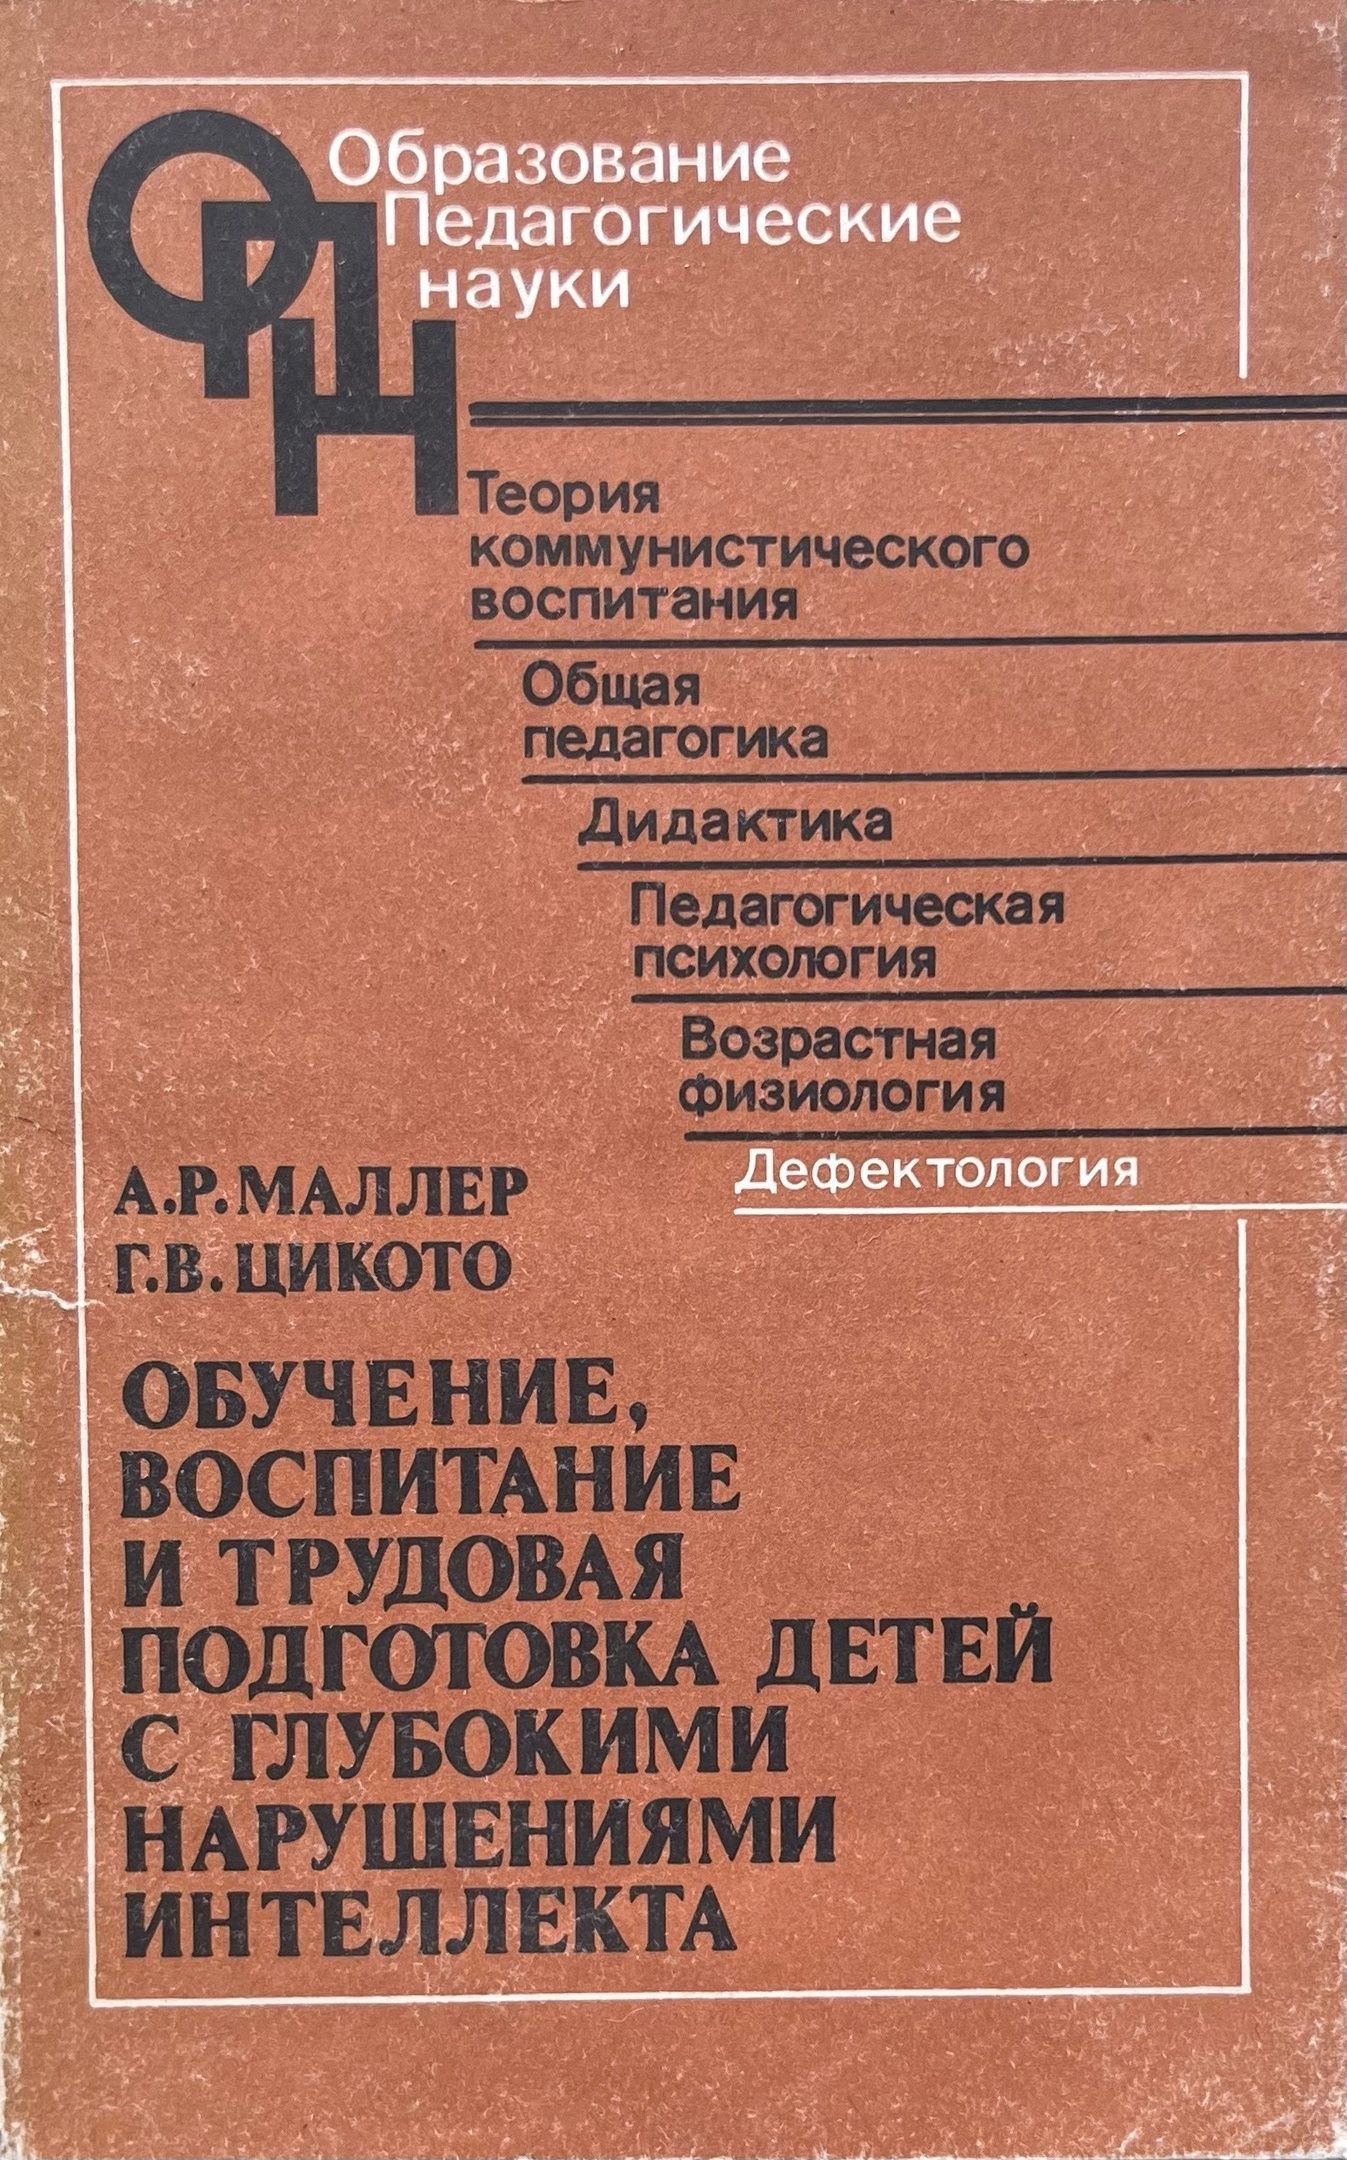 ОПН
Образование
Педагогические
науки
Теория
коммунистического
воспитания
Общая
педагогика
Дидактика
Педагогическая
психология
Возрастная
физиология
Дефектология
А.Р.МАЛЛЕР
Г.В.ЦИКОТО
ОБУЧЕНИЕ,
ВОСПИТАНИЕ
И ТРУДОВАЯ
ПОДГОТОВКА ДЕТЕЙ
С ГЛУБОКИМИ
НАРУШЕНИЯМИ
ИНТЕЛЛЕКТА